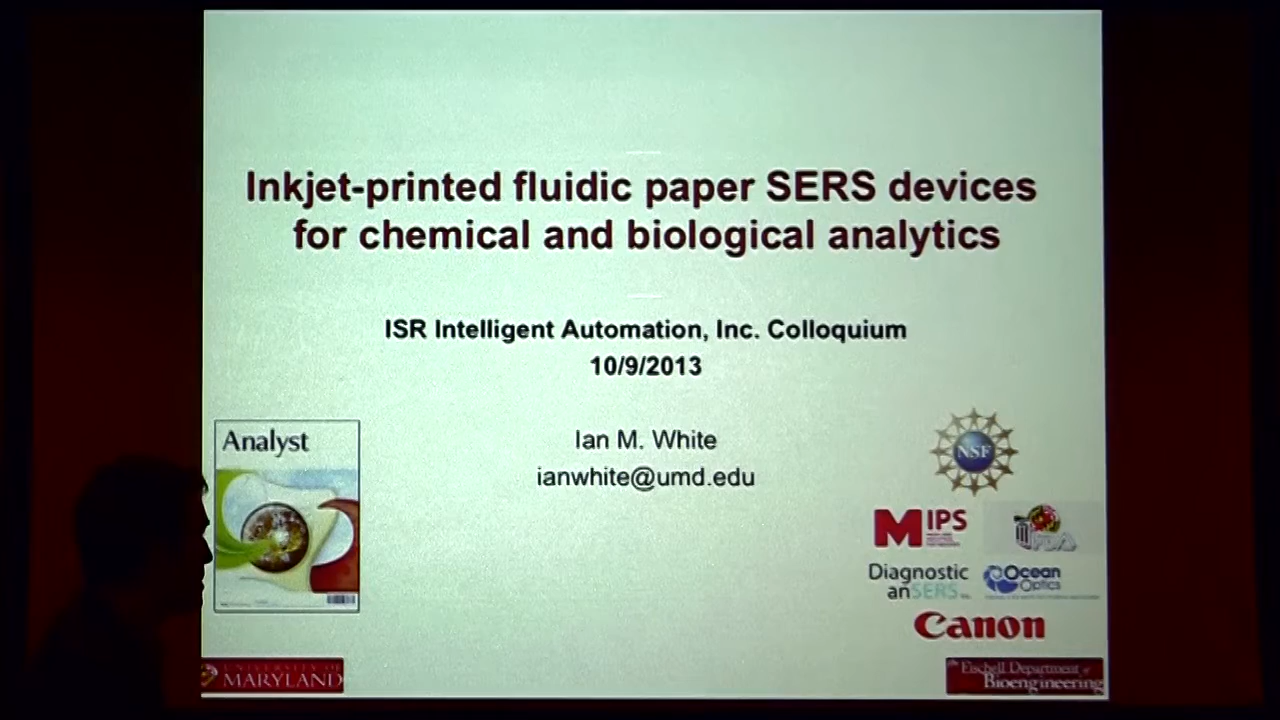 Inkjet-printed fluidic paper SERS devices
for chemical and biological analytics
ISR Intelligent Automation, Inc. Colloquium
10/9/2013
Ian M. White
ianwhite@umd.edu
Analyst
NSF
MIPS
Diagnostic
anSERS
Ocean
Optics
Canon
UNIVERSITY OF
MARYLAND
Fischell Department of
Bioengineering